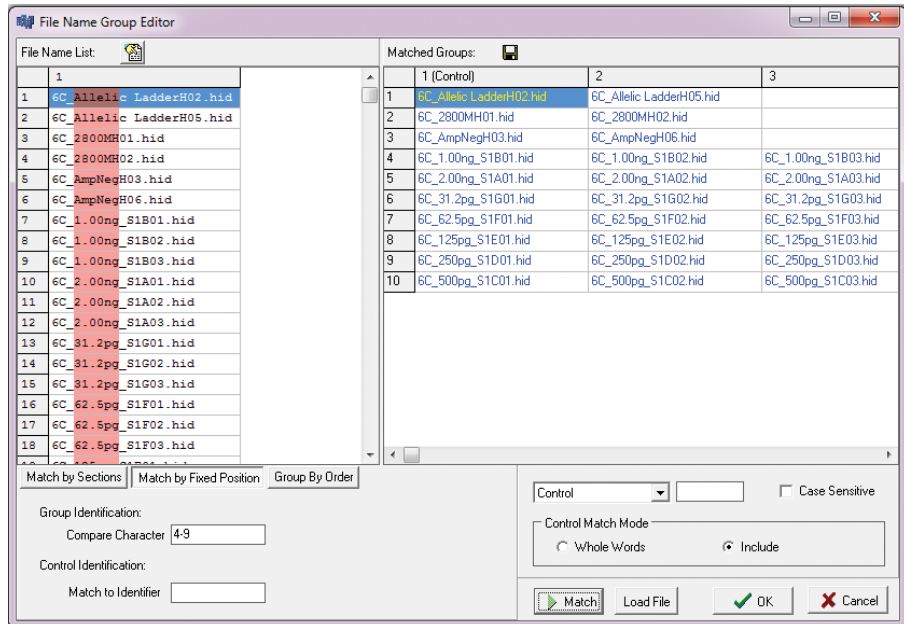 File Name Group Editor
File Name List:
1
1 6C_Allelic LadderH02.hid
2 6C_Allelic LadderH05.hid
3 6C_2800MH01.hid
4 6C_2800MH02.hid
5 6C_AmpNegH03.hid
6 6C_AmpNegH06.hid
7 6C_1.00ng_S1B01.hid
8 6C_1.00ng_S1B02.hid
9 6C_1.00ng_S1B03.hid
10 6C_2.00ng_S1A01.hid
11 6C_2.00ng_S1A02.hid
12 6C_2.00ng_S1A03.hid
13 6C_31.2pg_S1G01.hid
14 6C_31.2pg_S1G02.hid
15 6C_31.2pg_S1G03.hid
16 6C_62.5pg_S1F01.hid
17 6C_62.5pg_S1F02.hid
18 6C_62.5pg_S1F03.hid
Matched Groups:
1 (Control) 2 3
1 6C_Allelic LadderH02.hid 6C_Allelic LadderH05.hid
2 6C_2800MH01.hid 6C_2800MH02.hid
3 6C_AmpNegH03.hid 6C_AmpNegH06.hid
4 6C_1.00ng_S1B01.hid 6C_1.00ng_S1B02.hid 6C_1.00ng_S1B03.hid
5 6C_2.00ng_S1A01.hid 6C_2.00ng_S1A02.hid 6C_2.00ng_S1A03.hid
6 6C_31.2pg_S1G01.hid 6C_31.2pg_S1G02.hid 6C_31.2pg_S1G03.hid
7 6C_62.5pg_S1F01.hid 6C_62.5pg_S1F02.hid 6C_62.5pg_S1F03.hid
8 6C_125pg_S1E01.hid 6C_125pg_S1E02.hid 6C_125pg_S1E03.hid
9 6C_250pg_S1D01.hid 6C_250pg_S1D02.hid 6C_250pg_S1D03.hid
10 6C_500pg_S1C01.hid 6C_500pg_S1C02.hid 6C_500pg_S1C03.hid
Match by Sections Match by Fixed Position Group By Order
Group Identification:
Compare Character 4-9
Control Identification:
Match to Identifier
Control Case Sensitive
Control Match Mode
Whole Words Include
Match Load File OK Cancel